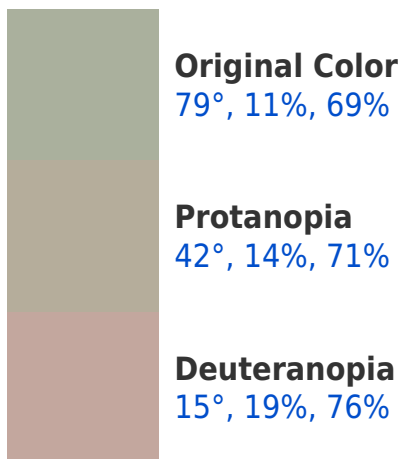 Original Color
79°, 11%, 69%
Protanopia
42°, 14%, 71%
Deuteranopia
15°, 19%, 76%